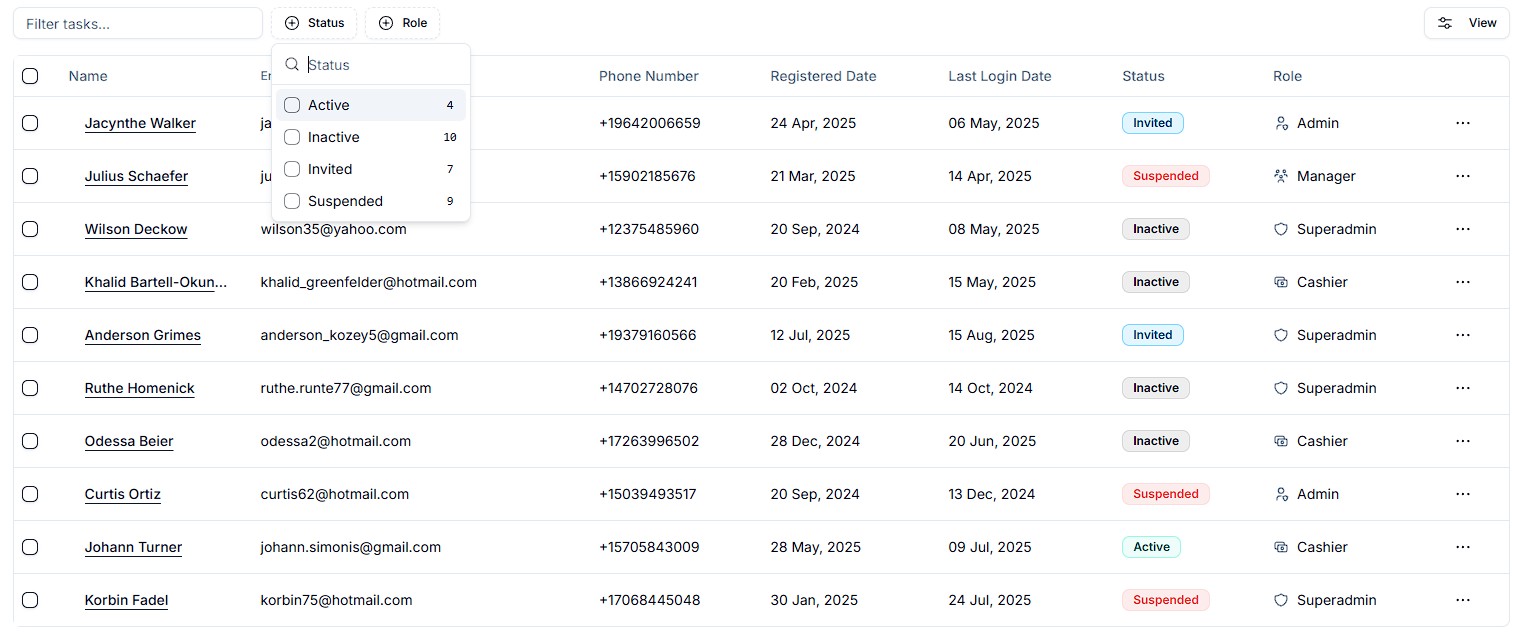 Filter tasks... Status Role View
Status
Name Phone Number Registered Date Last Login Date Status Role
Active 4
Jacynthe Walker +19642006659 24 Apr, 2025 06 May, 2025 Invited Admin
Inactive 10
Invited 7
Julius Schaefer +15902185676 21 Mar, 2025 14 Apr, 2025 Suspended Manager
Suspended 9
Wilson Deckow wilson35@yahoo.com +12375485960 20 Sep, 2024 08 May, 2025 Inactive Superadmin
Khalid Bartell-Okun... khalid_greenfelder@hotmail.com +13866924241 20 Feb, 2025 15 May, 2025 Inactive Cashier
Anderson Grimes anderson_kozey5@gmail.com +19379160566 12 Jul, 2025 15 Aug, 2025 Invited Superadmin
Ruthe Homenick ruthe.runte77@gmail.com +14702728076 02 Oct, 2024 14 Oct, 2024 Inactive Superadmin
Odessa Beier odessa2@hotmail.com +17263996502 28 Dec, 2024 20 Jun, 2025 Inactive Cashier
Curtis Ortiz curtis62@hotmail.com +15039493517 20 Sep, 2024 13 Dec, 2024 Suspended Admin
Johann Turner johann.simonis@gmail.com +15705843009 28 May, 2025 09 Jul, 2025 Active Cashier
Korbin Fadel korbin75@hotmail.com +17068445048 30 Jan, 2025 24 Jul, 2025 Suspended Superadmin